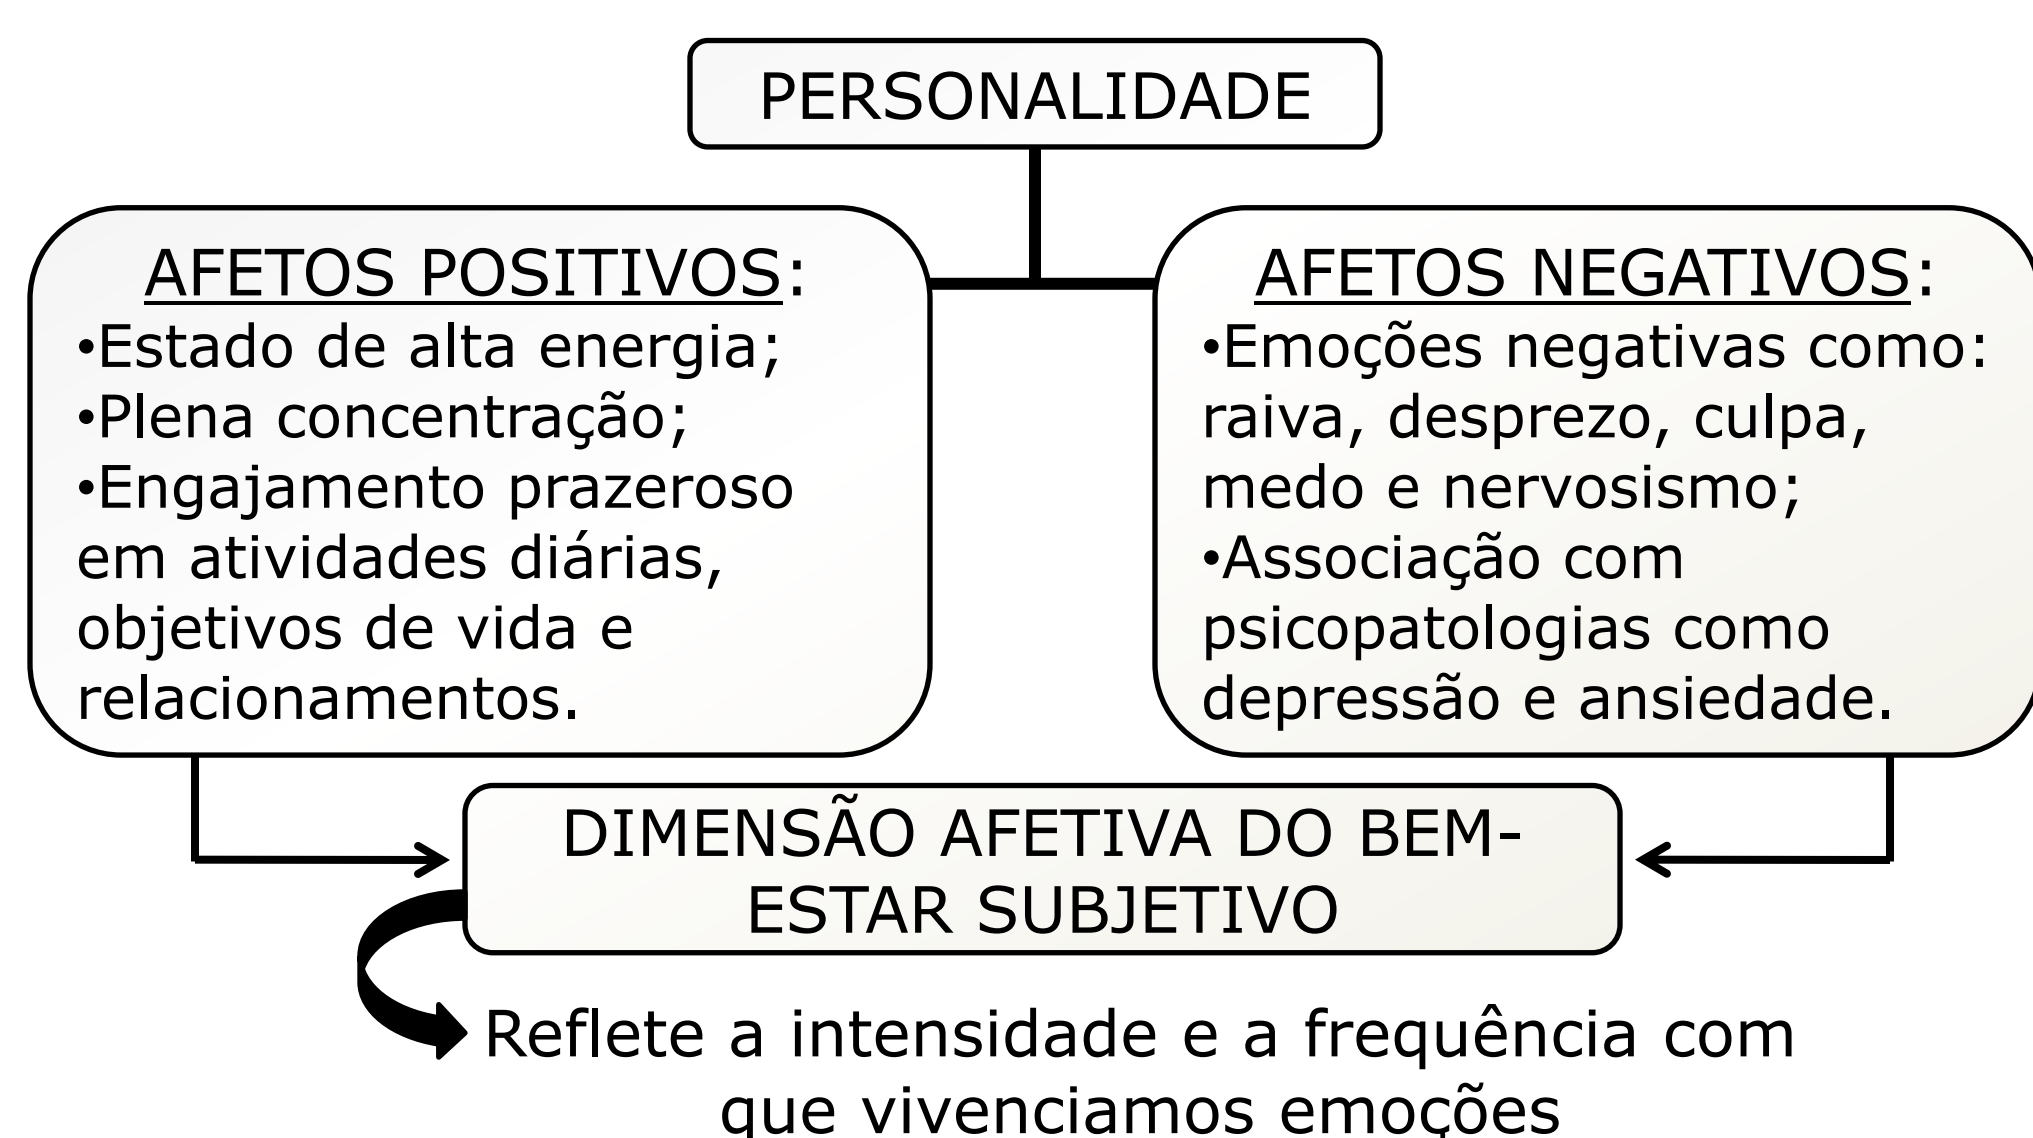 PERSONALIDADE
AFETOS POSITIVOS:
•Estado de alta energia;
•Plena concentração;
•Engajamento prazeroso
em atividades diárias,
objetivos de vida e
relacionamentos.
AFETOS NEGATIVOS:
•Emoções negativas como:
raiva, desprezo, culpa,
medo e nervosismo;
•Associação com
psicopatologias como
depressão e ansiedade.
DIMENSÃO AFETIVA DO BEM-
ESTAR SUBJETIVO
Reflete a intensidade e a frequência com
que vivenciamos emoções